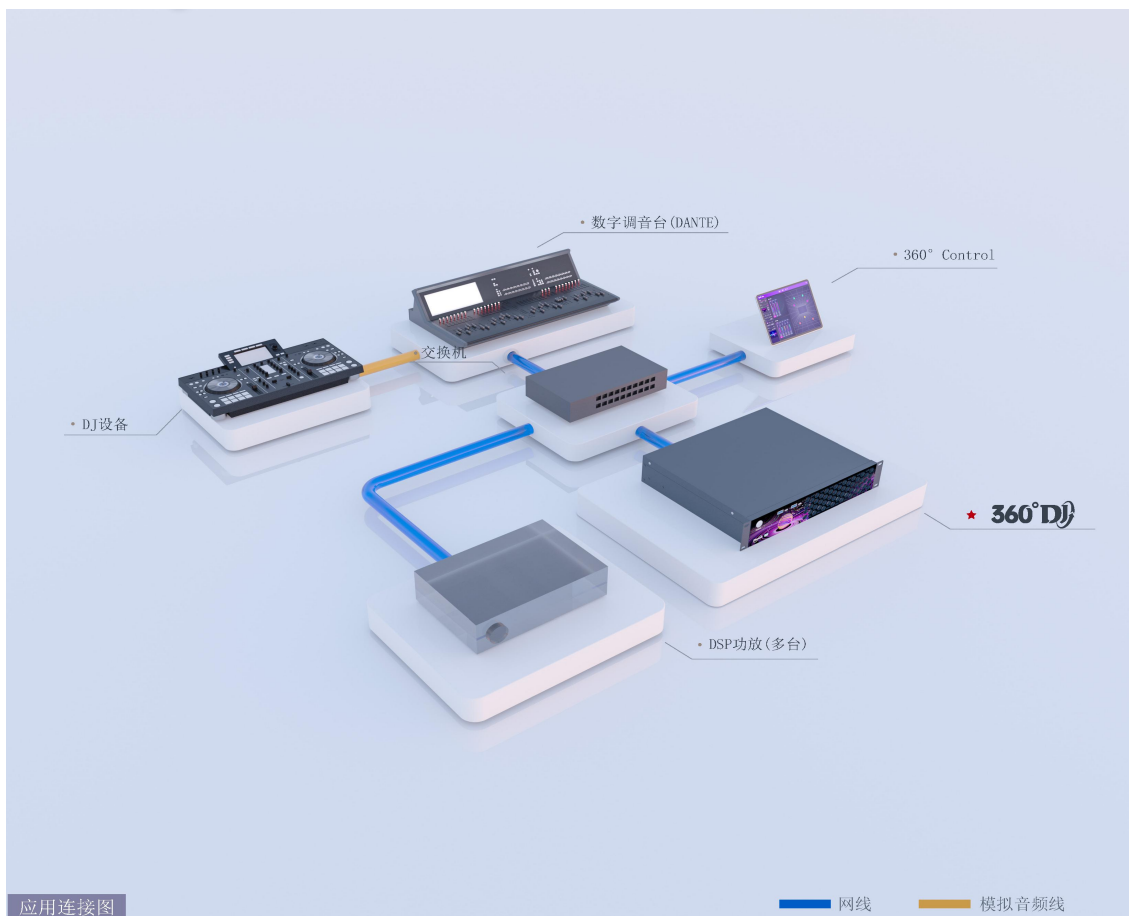 • 数字调音台(DANTE)
• 360° Control
交换机
• DJ设备
★ 360°DJ
• DSP功放(多台)
应用连接图
网线
模拟音频线